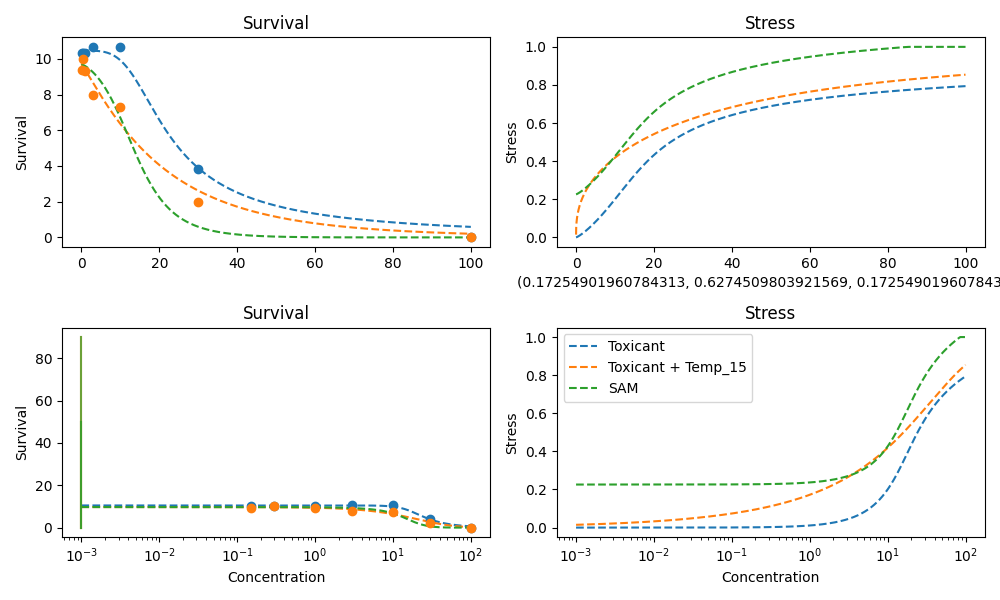 Survival
Stress
Survival
10
8
6
4
2
0
0 20 40 60 80 100
Stress
1.0
0.8
0.6
0.4
0.2
0.0
0 20 40 60 80 100
(0.17254901960784313, 0.6274509803921569, 0.1725490196078431
Survival
Stress
Survival
80
60
40
20
0
10⁻³ 10⁻² 10⁻¹ 10⁰ 10¹ 10²
Concentration
Stress
1.0
0.8
0.6
0.4
0.2
0.0
Toxicant
Toxicant + Temp_15
SAM
10⁻³ 10⁻² 10⁻¹ 10⁰ 10¹ 10²
Concentration